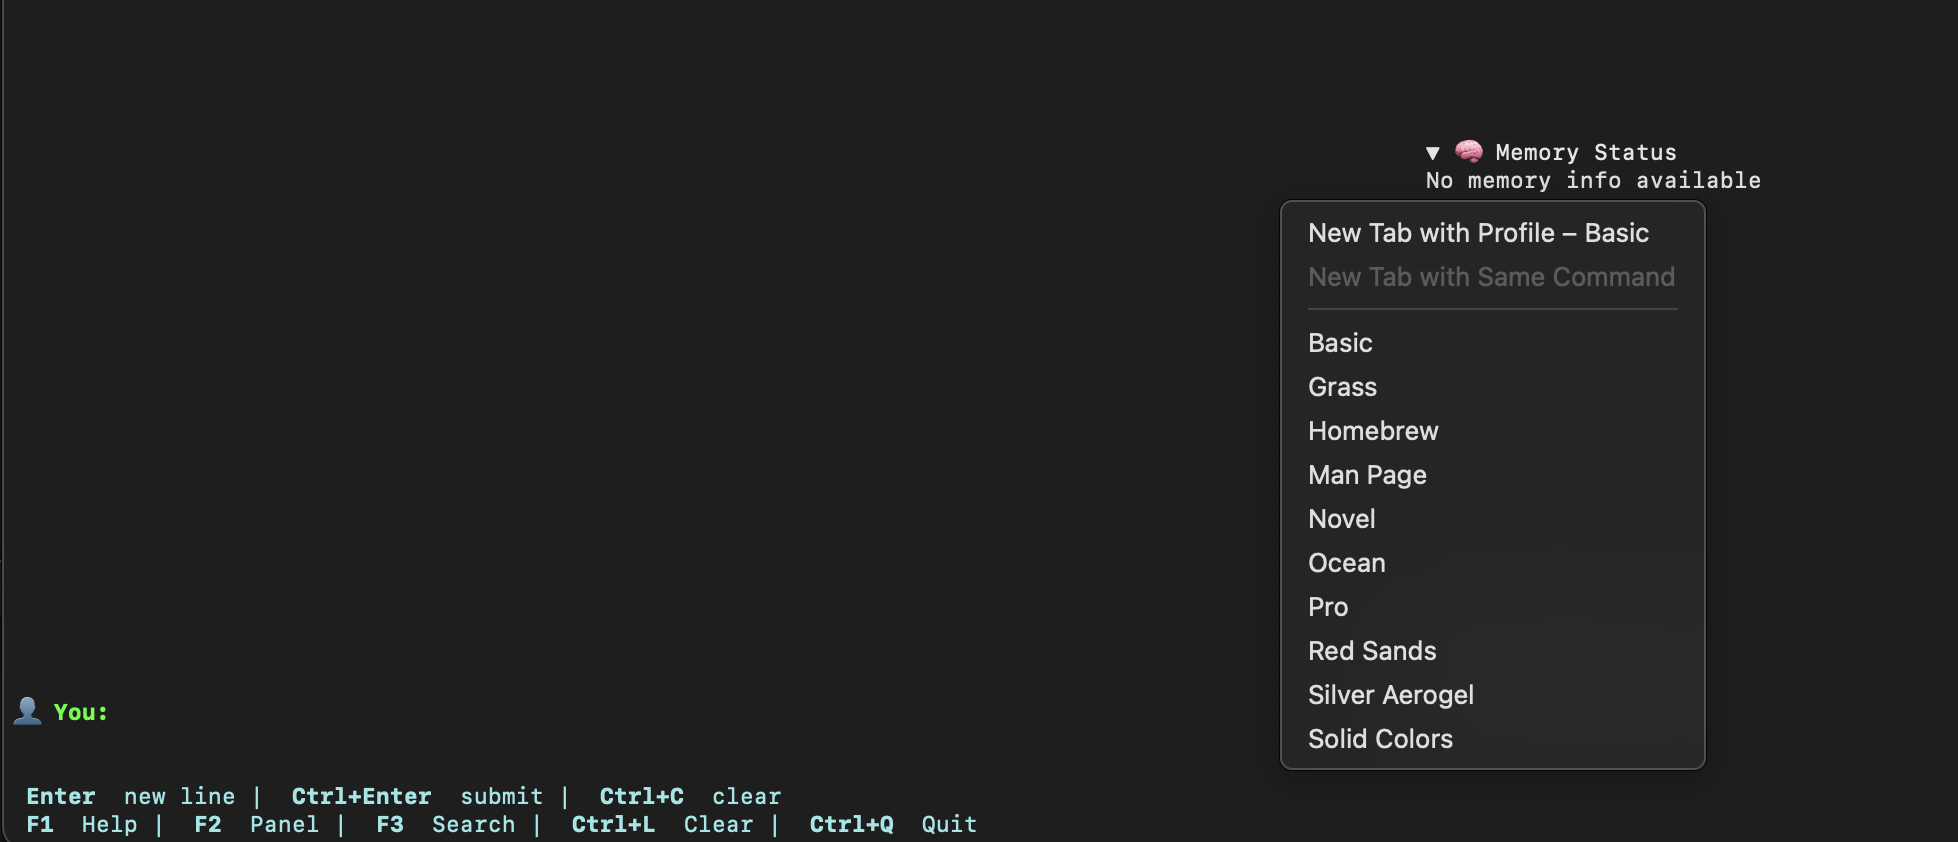 ▼ 🧠 Memory Status
No memory info available
New Tab with Profile – Basic
New Tab with Same Command
Basic
Grass
Homebrew
Man Page
Novel
Ocean
Pro
Red Sands
Silver Aerogel
Solid Colors
👤 You:
Enter  new line |  Ctrl+Enter  submit |  Ctrl+C  clear
F1  Help |  F2  Panel |  F3  Search |  Ctrl+L  Clear |  Ctrl+Q  Quit